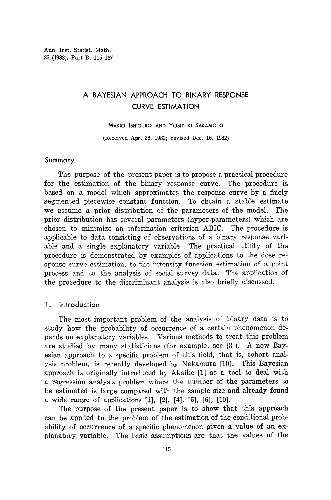 Ann. Inst. Statist. Math.
(1983), Part B,
A BAYESIAN APPROACH TO BINARY RESPONSE
CURVE ESTIMATION
MAKIO ISHIGURO AND YOSIYUKI SAKAMOTO
(Received Apr. 28, 1982; revised Dec. 16, 1982)
Summary
The purpose of the present paper is to propose a practical procedure
for the estimation of the binary response curve. The procedure is
based on a model which approximates the response curve by a finely
segmented piecewise constant function. To obtain a stable estimate
we assume a prior distribution of the parameters of the model. The
prior distribution has several parameters (hyper-parameters) which are
chosen to minimize an information criterion ABIC. The procedure is
applicable to data consisting of observations of a binary response vari-
able and a single explanatory variable. The practical utility of the
procedure is demonstrated by examples of applications to the dose re-
sponse curve estimation, to the intensity function estimation of a point
process and to the analysis of social survey data. The application of
the procedure to the discriminant analysis is also briefly discussed.
1. Introduction
The most important problem of the analysis of binary data is to
study how the probability of occurrence of a certain phenomenon de-
pends on explanatory variables. Various methods to treat this problem
are studied by many statisticians (for example, see [3]). A new Bay-
esian approach to a specific problem of this field, that is, cohort anal-
ysis problem, is recently developed by Nakamura [10]. This Bayesian
approach is originally introduced by Akaike [1] as a tool to deal with
a regression analysis problem where the number of the parameters to
be estimated is large compared with the sample size and already found
a wide range of applications [1], [2], [4], [5], [6], [10].
The purpose of the present paper is to show that this approach
can be applied to the problem of the estimation of the conditional prob-
ability of occurrence of a specific phenomenon given a value of an ex-
planatory variable. The basic assumptions are that the values of the
115